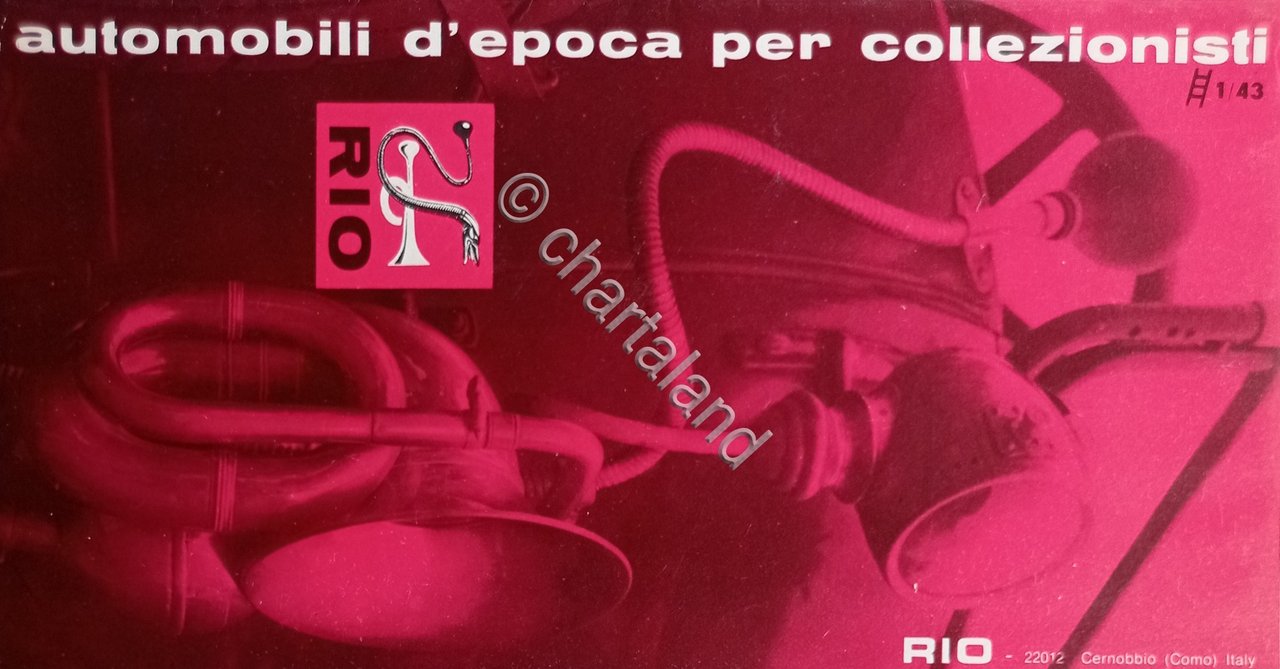 automobili d'epoca per collezionisti
1/43
RIO
© chartaland
RIO - 22012 Cernobbio (Como) Italy